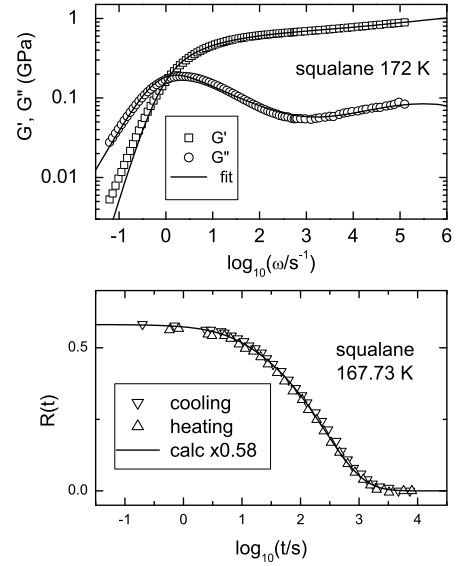 G', G'' (GPa)
1
0.1
0.01
squalane 172 K
G'
G''
fit
-1 0 1 2 3 4 5 6
log₁₀(ω/s⁻¹)
R(t)
0.5
0.0
squalane
167.73 K
cooling
heating
calc x0.58
-1 0 1 2 3 4
log₁₀(t/s)